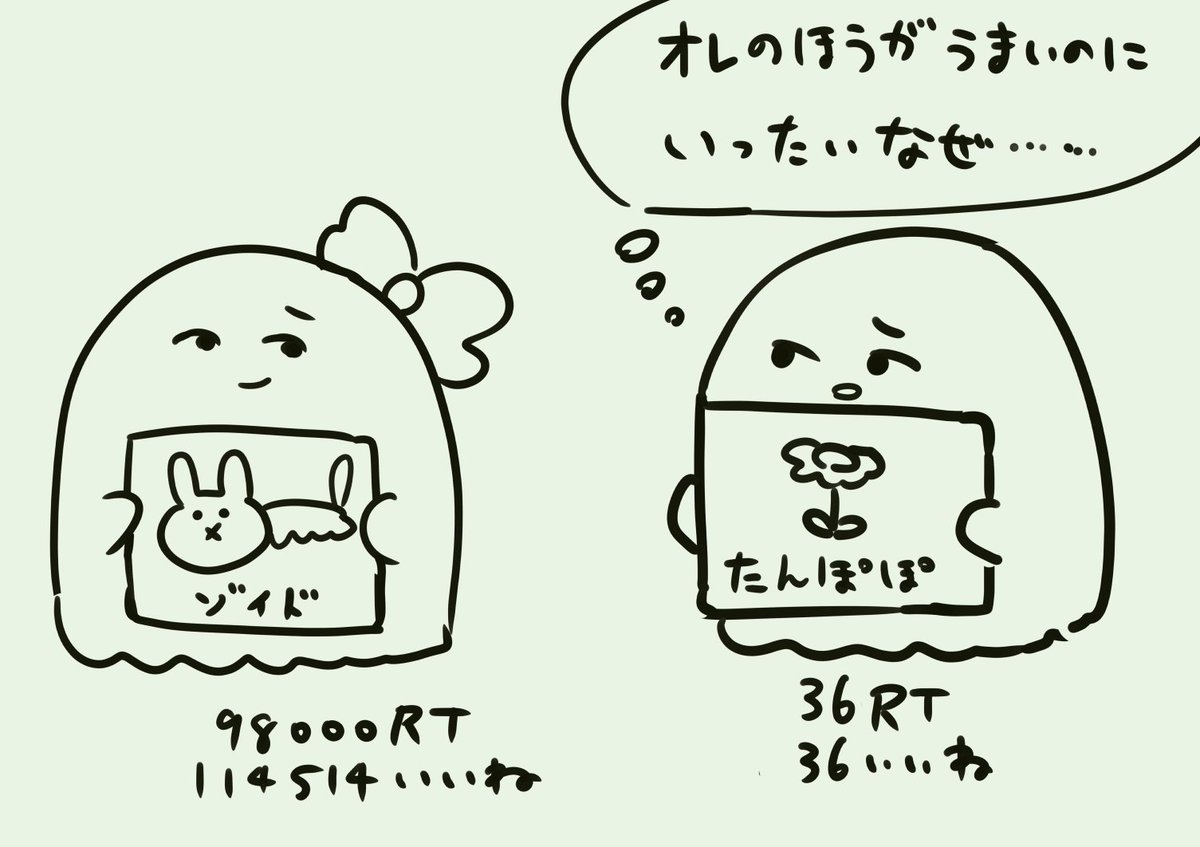 オレのほうがうまいのに
いったいなぜ……
ゾイド
たんぽぽ
98000RT
114514いいね
36RT
36いいね